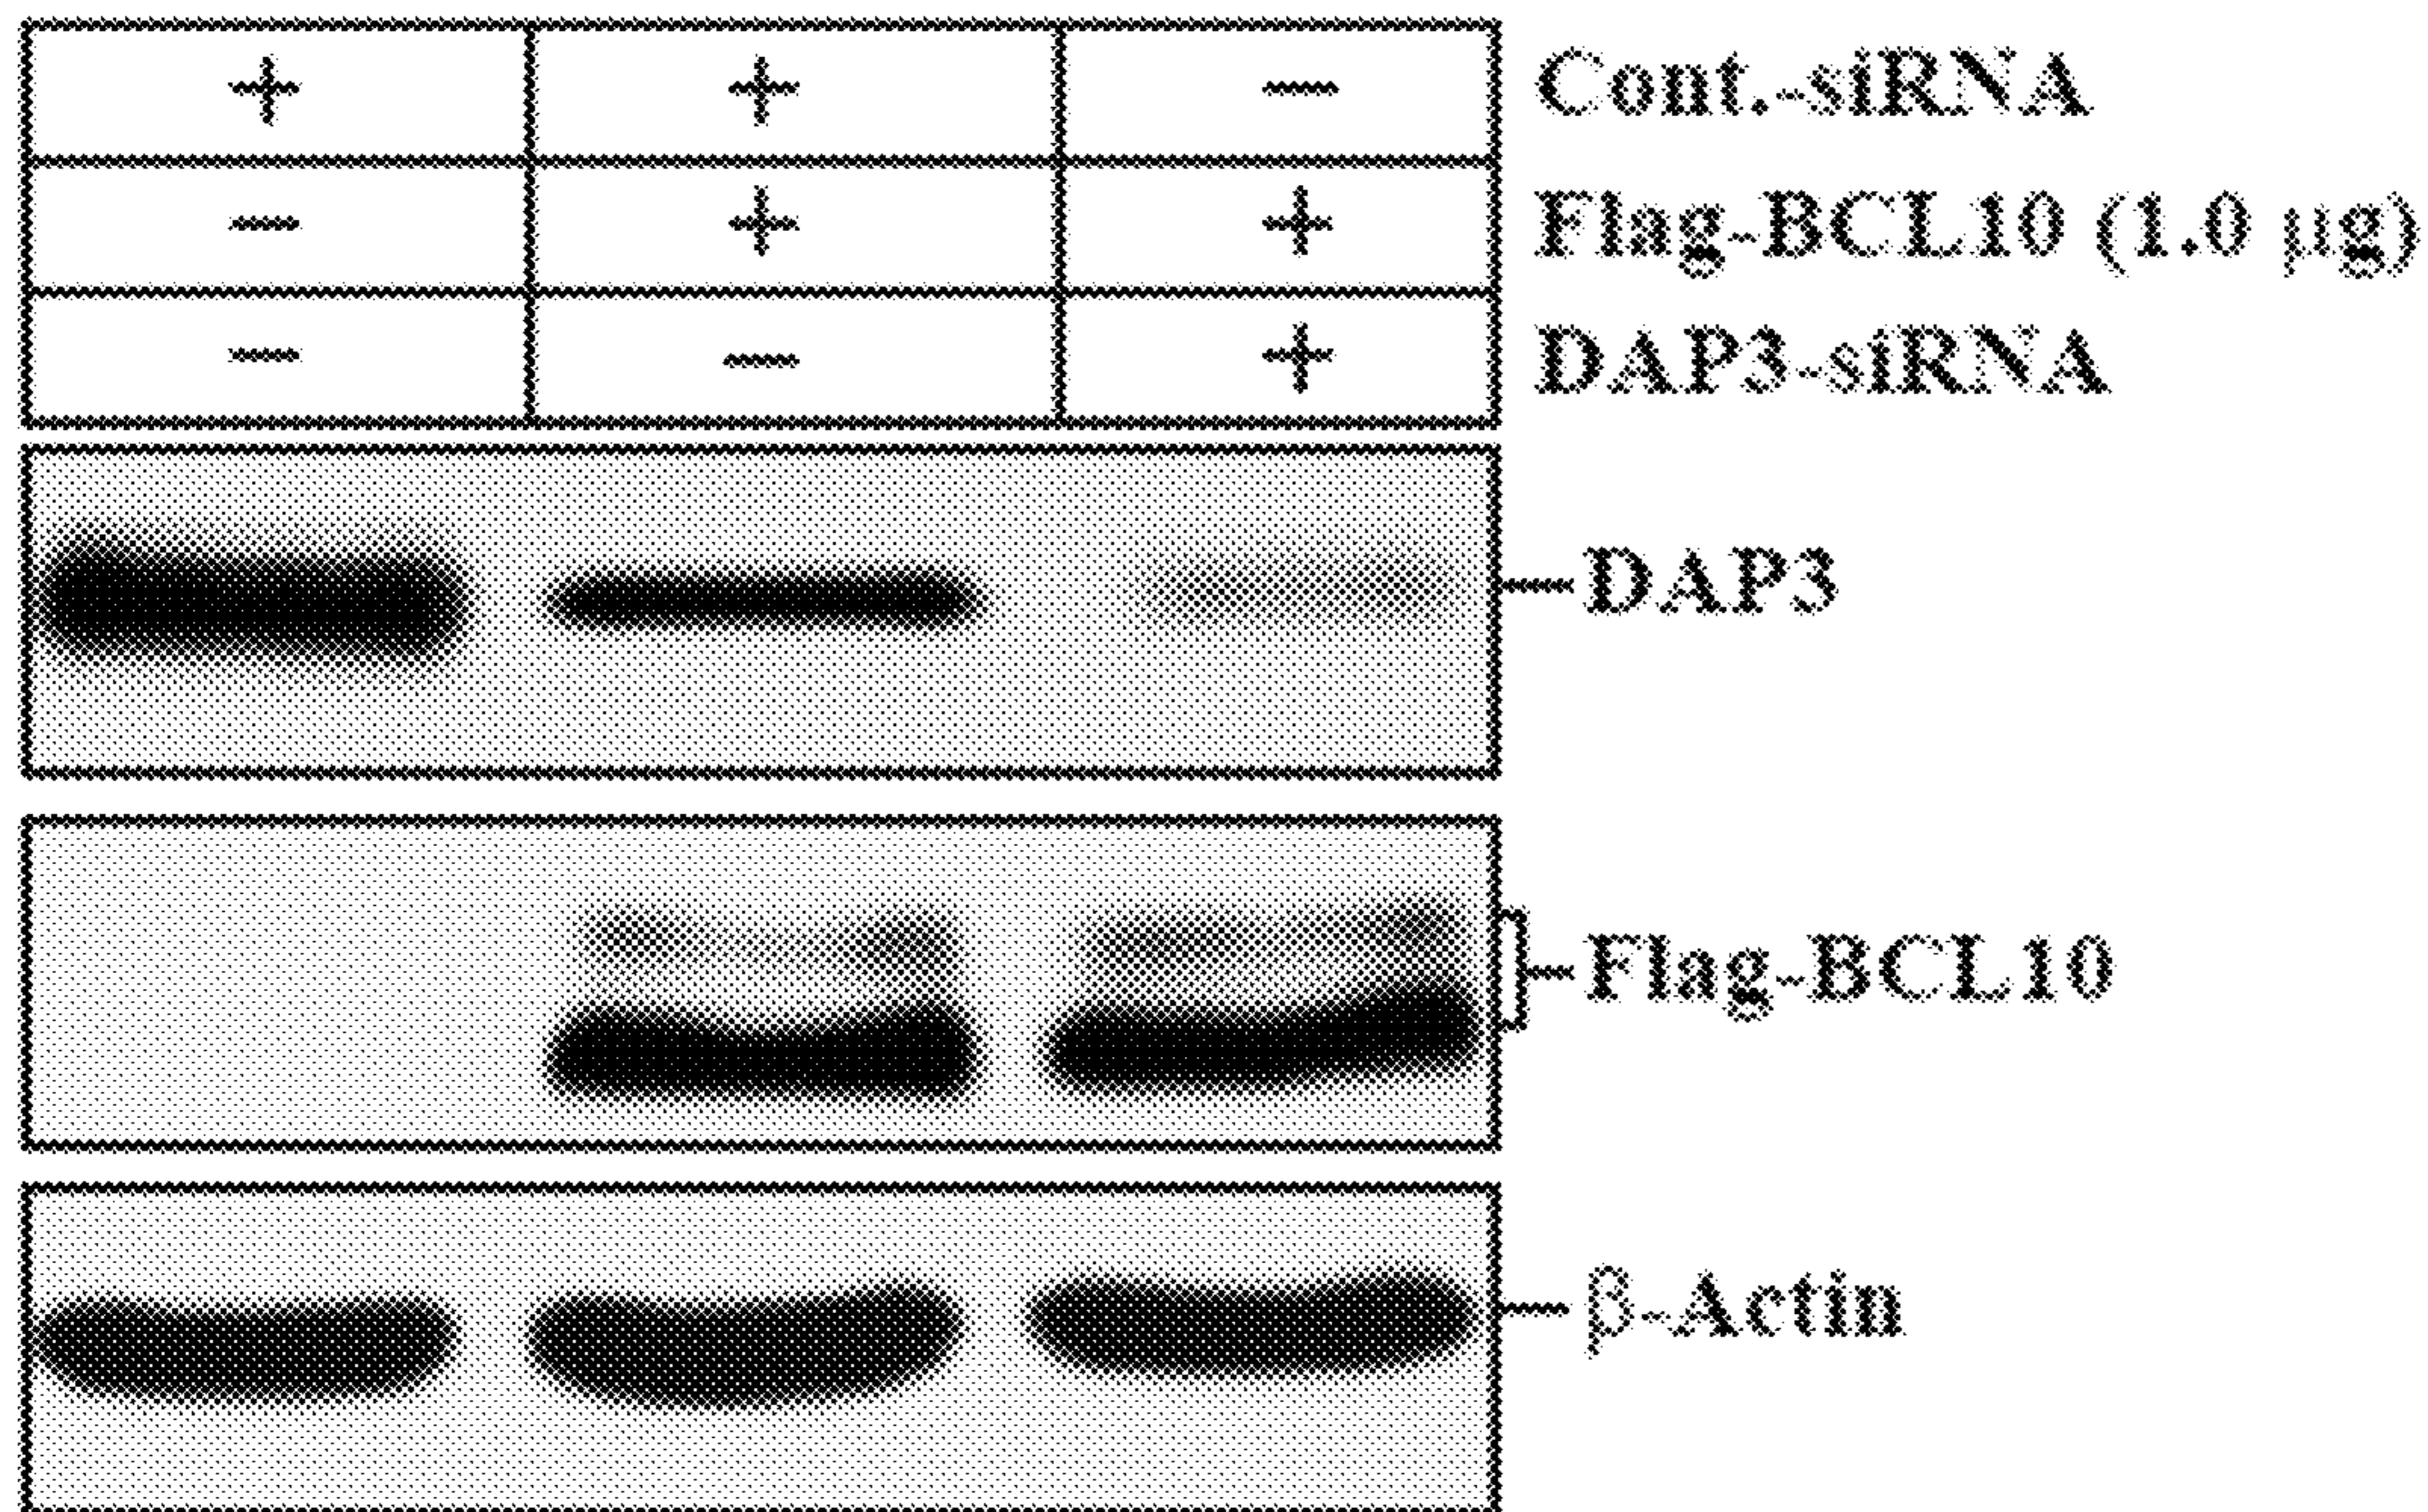 + + − Cont.-siRNA
− + + Flag-BCL10 (1.0 µg)
− − + DAP3-siRNA
DAP3
Flag-BCL10
β-Actin